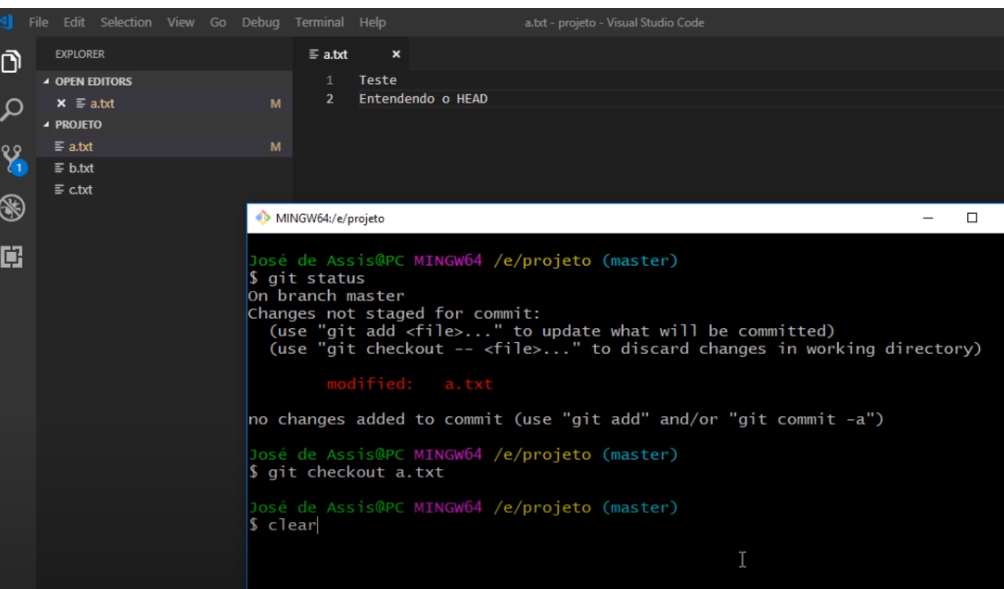 File Edit Selection View Go Debug Terminal Help a.txt - projeto - Visual Studio Code
EXPLORER
OPEN EDITORS
a.txt M
PROJETO
a.txt M
b.txt
c.txt
1
a.txt
1 Teste
2 Entendendo o HEAD
MINGW64:/e/projeto
José de Assis@PC MINGW64 /e/projeto (master)
$ git status
On branch master
Changes not staged for commit:
(use "git add <file>..." to update what will be committed)
(use "git checkout -- <file>..." to discard changes in working directory)
modified: a.txt
no changes added to commit (use "git add" and/or "git commit -a")
José de Assis@PC MINGW64 /e/projeto (master)
$ git checkout a.txt
José de Assis@PC MINGW64 /e/projeto (master)
$ clear